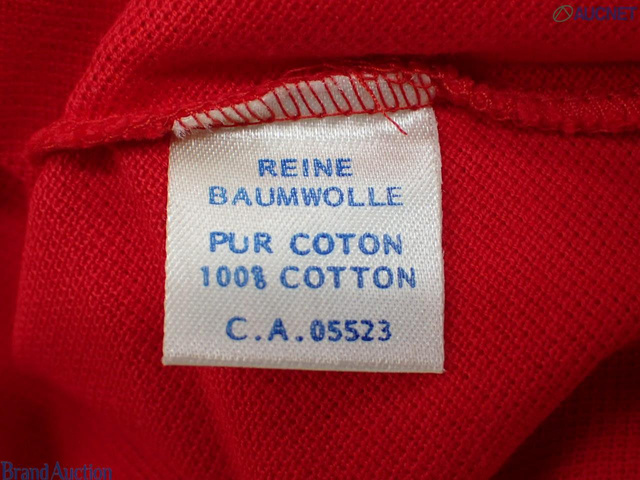 AUCNET
REINE
BAUMWOLLE
PUR COTON
100% COTTON
C.A.05523
Brand Auction